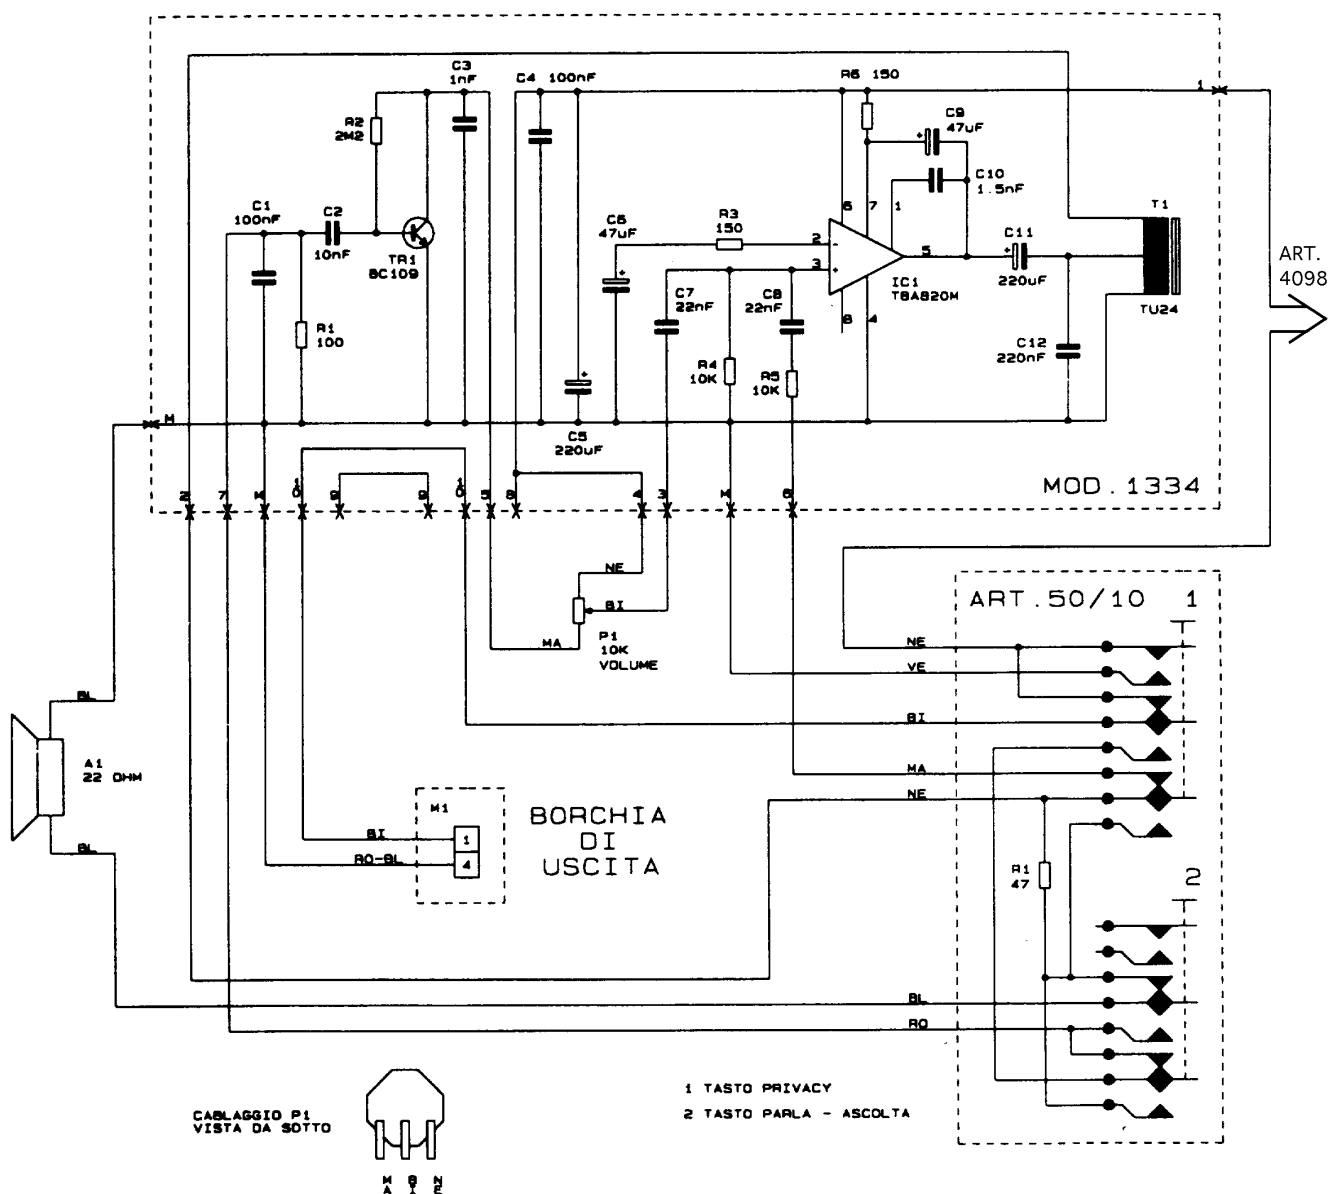 C3
1nF
C4 100nF
R6 150
1
C9
47uF
R2
2M2
C10
1.5nF
C1
100nF
C2
10nF
TR1
BC109
C6
47uF
R3
150
6
7
1
2
3
-
+
5
8
4
IC1
TBA820M
C11
220uF
T1
TU24
ART.
4098
C7
22nF
C8
22nF
R1
100
R4
10K
R5
10K
C12
220nF
M
C5
220uF
2
7
M
10
9
9
10
5
8
4
3
M
6
MOD. 1334
NE
BI
MA
P1
10K
VOLUME
ART. 50/10
1
NE
VE
BI
MA
NE
BL
A1
22 OHM
BL
M1
BI
1
RO-BL
4
BORCHIA
DI
USCITA
R1
47
2
BL
RO
CABLAGGIO P1
VISTA DA SOTTO
MA
BI
NE
1 TASTO PRIVACY
2 TASTO PARLA - ASCOLTA